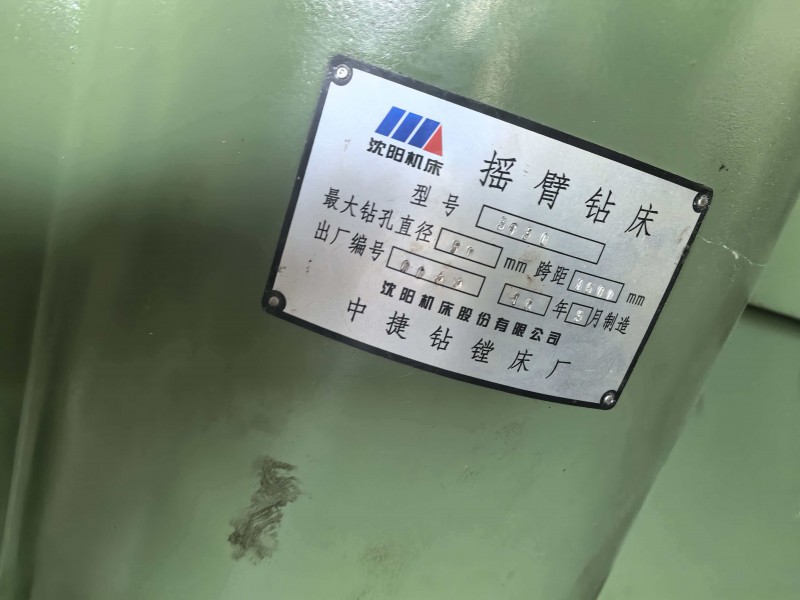 沈阳机床
摇臂钻床
型号
最大钻孔直径 mm 跨距 mm
出厂编号 年5月制造
沈阳机床股份有限公司
中捷钻镗床厂